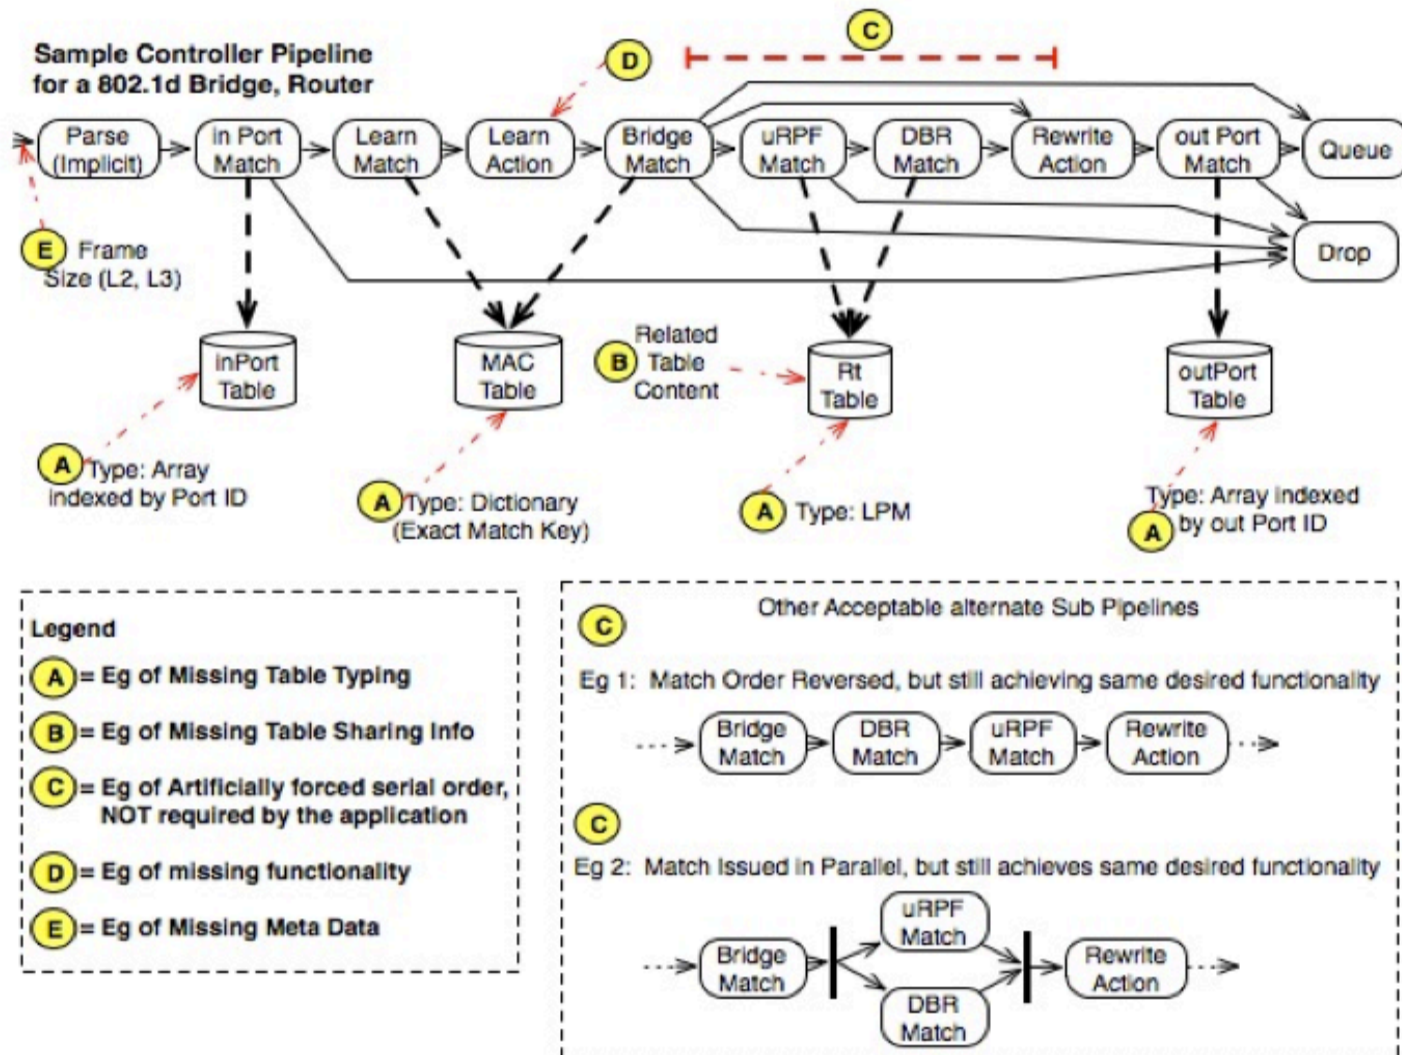 Sample Controller Pipeline
for a 802.1d Bridge, Router
C
D
Parse
(Implicit)
in Port
Match
Learn
Match
Learn
Action
Bridge
Match
uRPF
Match
DBR
Match
Rewrite
Action
out Port
Match
Queue
Drop
E Frame
Size (L2, L3)
inPort
Table
MAC
Table
B Related
Table
Content
Rt
Table
outPort
Table
A Type: Array
indexed by Port ID
A Type: Dictionary
(Exact Match Key)
A Type: LPM
Type: Array indexed
A by out Port ID
Legend
A = Eg of Missing Table Typing
B = Eg of Missing Table Sharing Info
C = Eg of Artificially forced serial order,
NOT required by the application
D = Eg of missing functionality
E = Eg of Missing Meta Data
Other Acceptable alternate Sub Pipelines
C
Eg 1: Match Order Reversed, but still achieving same desired functionality
Bridge
Match
DBR
Match
uRPF
Match
Rewrite
Action
C
Eg 2: Match Issued in Parallel, but still achieves same desired functionality
Bridge
Match
uRPF
Match
DBR
Match
Rewrite
Action